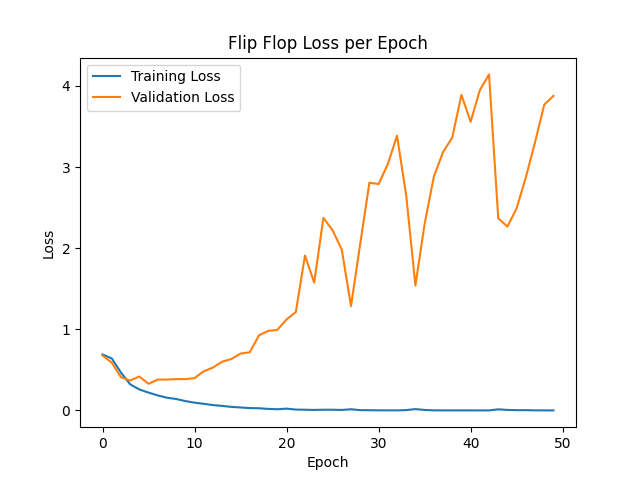 Flip Flop Loss per Epoch
Training Loss
Validation Loss
4
3
2
1
0
Loss
0 10 20 30 40 50
Epoch